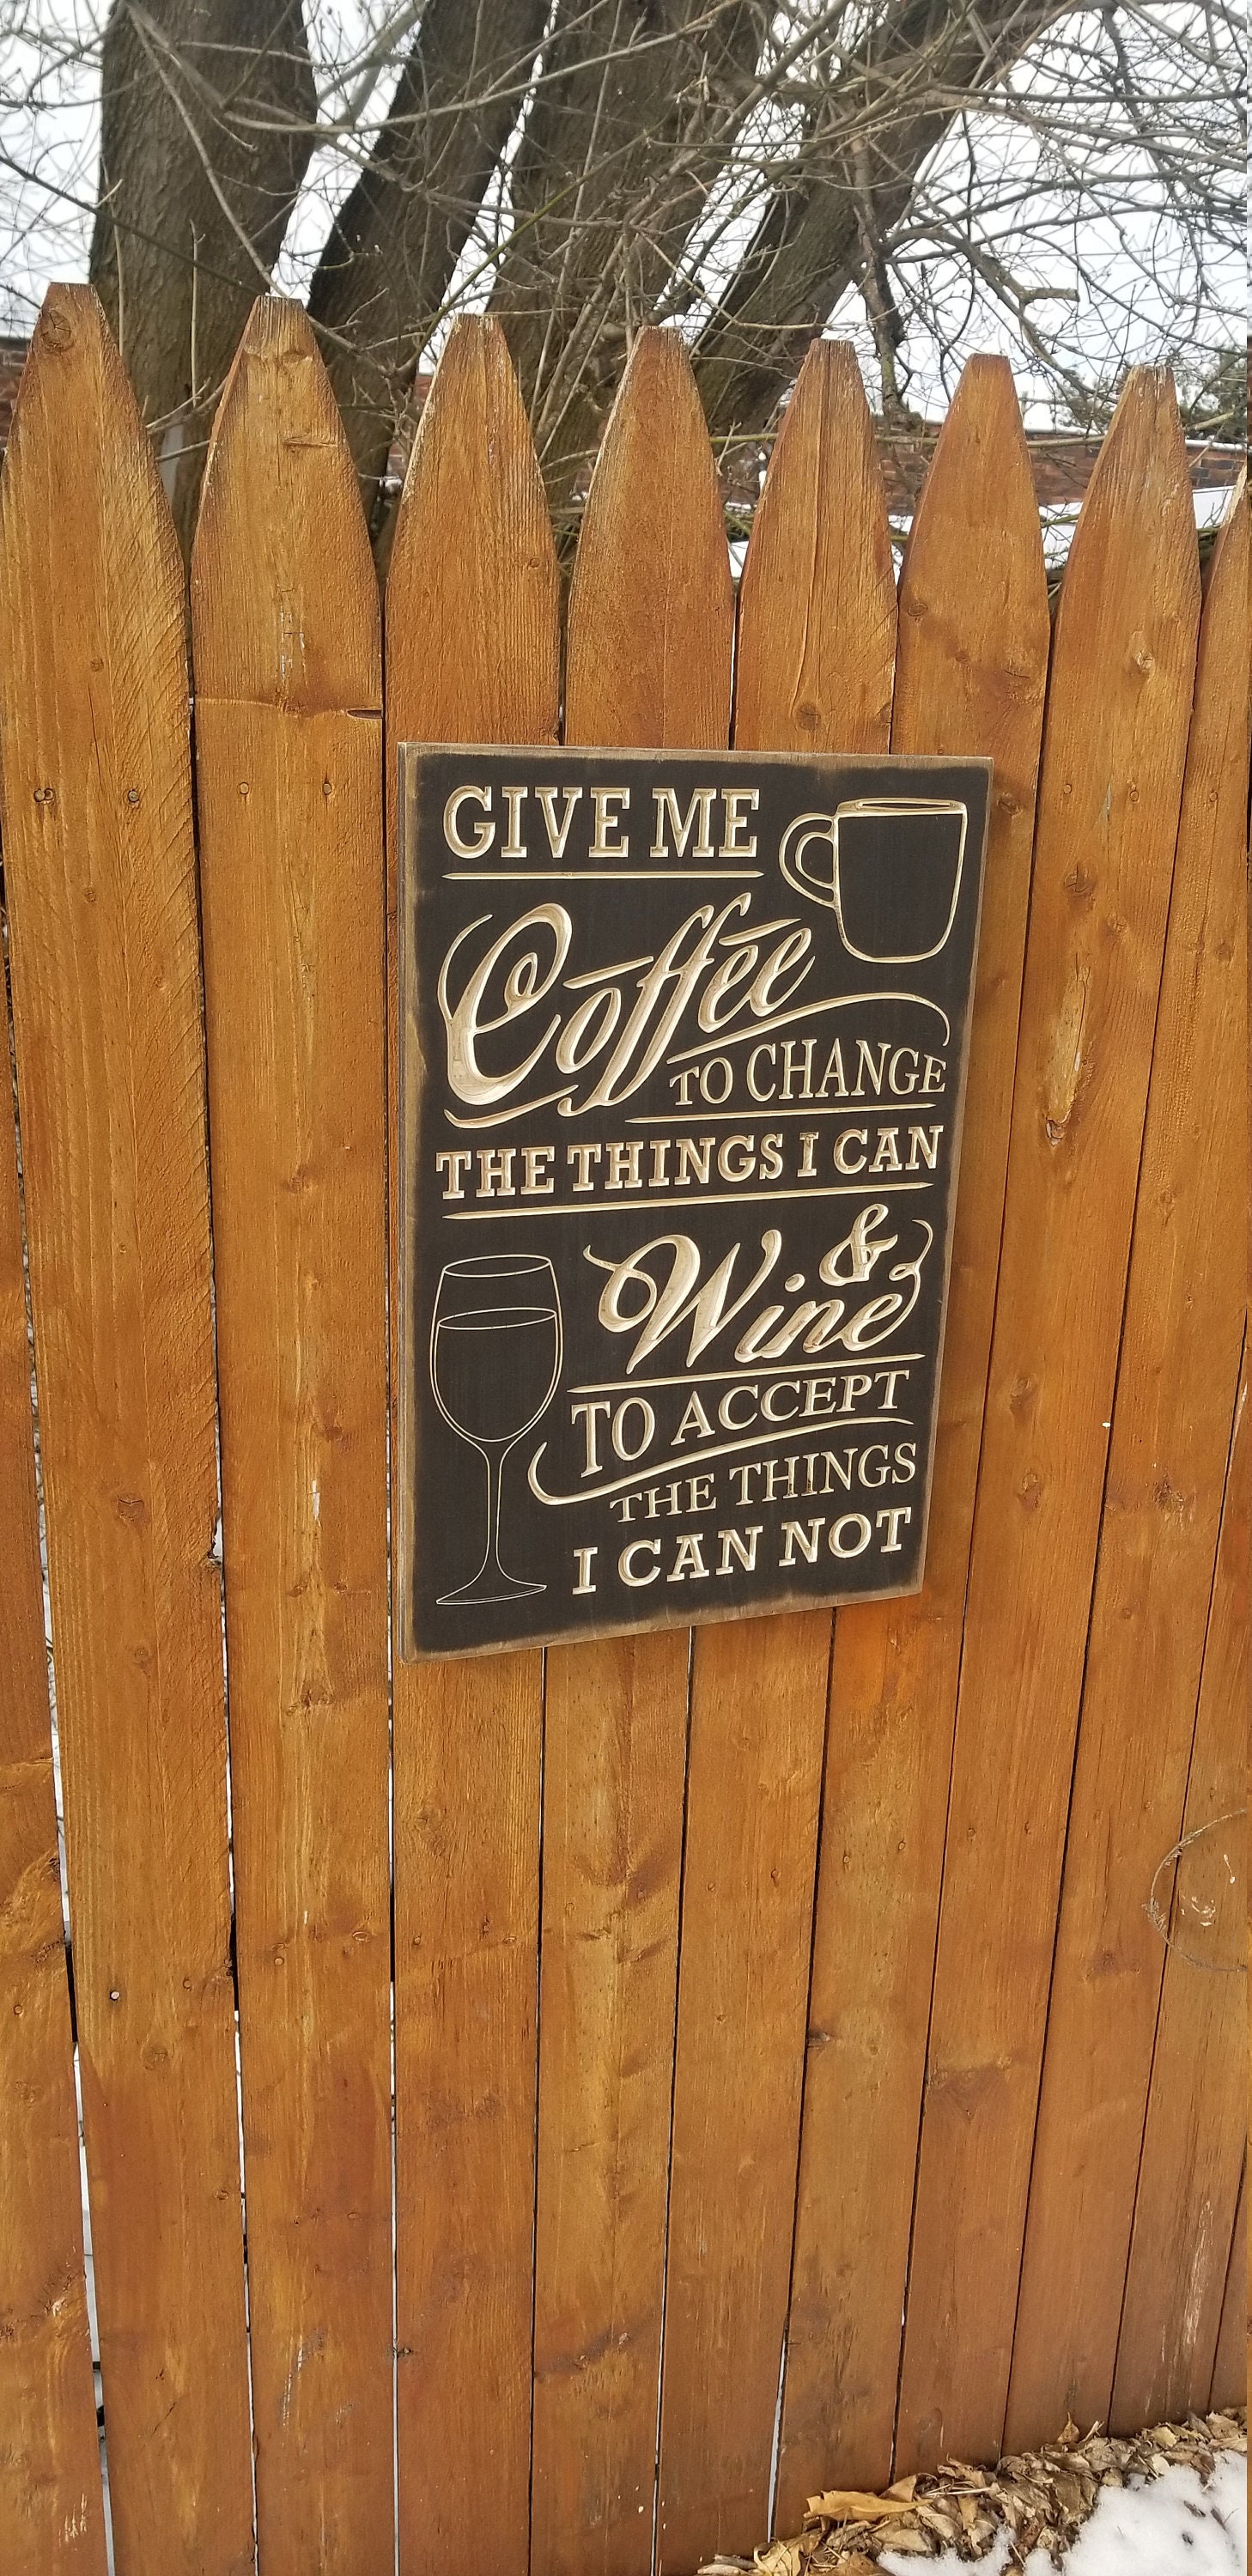 GIVE ME
Coffee
TO CHANGE
THE THINGS I CAN
&
Wine
TO ACCEPT
THE THINGS
I CAN NOT